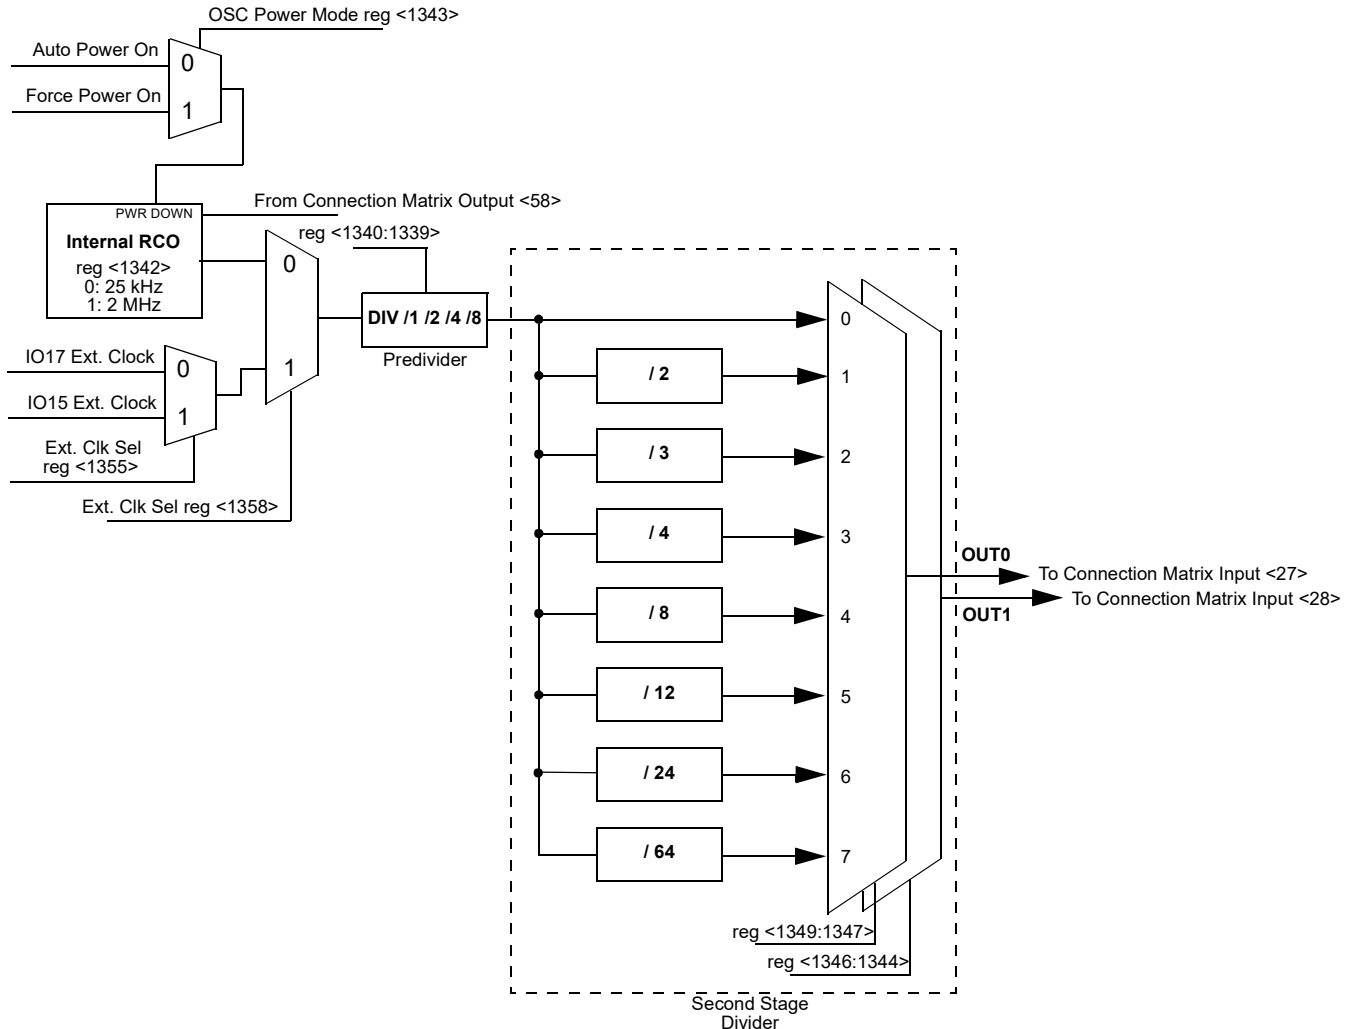 OSC Power Mode reg <1343>
Auto Power On
0
Force Power On
1
From Connection Matrix Output <58>
PWR DOWN
Internal RCO
reg <1342>
0: 25 kHz
1: 2 MHz
reg <1340:1339>
0
1
DIV /1 /2 /4 /8
Predivider
IO17 Ext. Clock
0
IO15 Ext. Clock
1
Ext. Clk Sel
reg <1355>
Ext. Clk Sel reg <1358>
0
/ 2
1
/ 3
2
/ 4
3
/ 8
4
/ 12
5
/ 24
6
/ 64
7
OUT0
To Connection Matrix Input <27>
To Connection Matrix Input <28>
OUT1
reg <1349:1347>
reg <1346:1344>
Second Stage
Divider